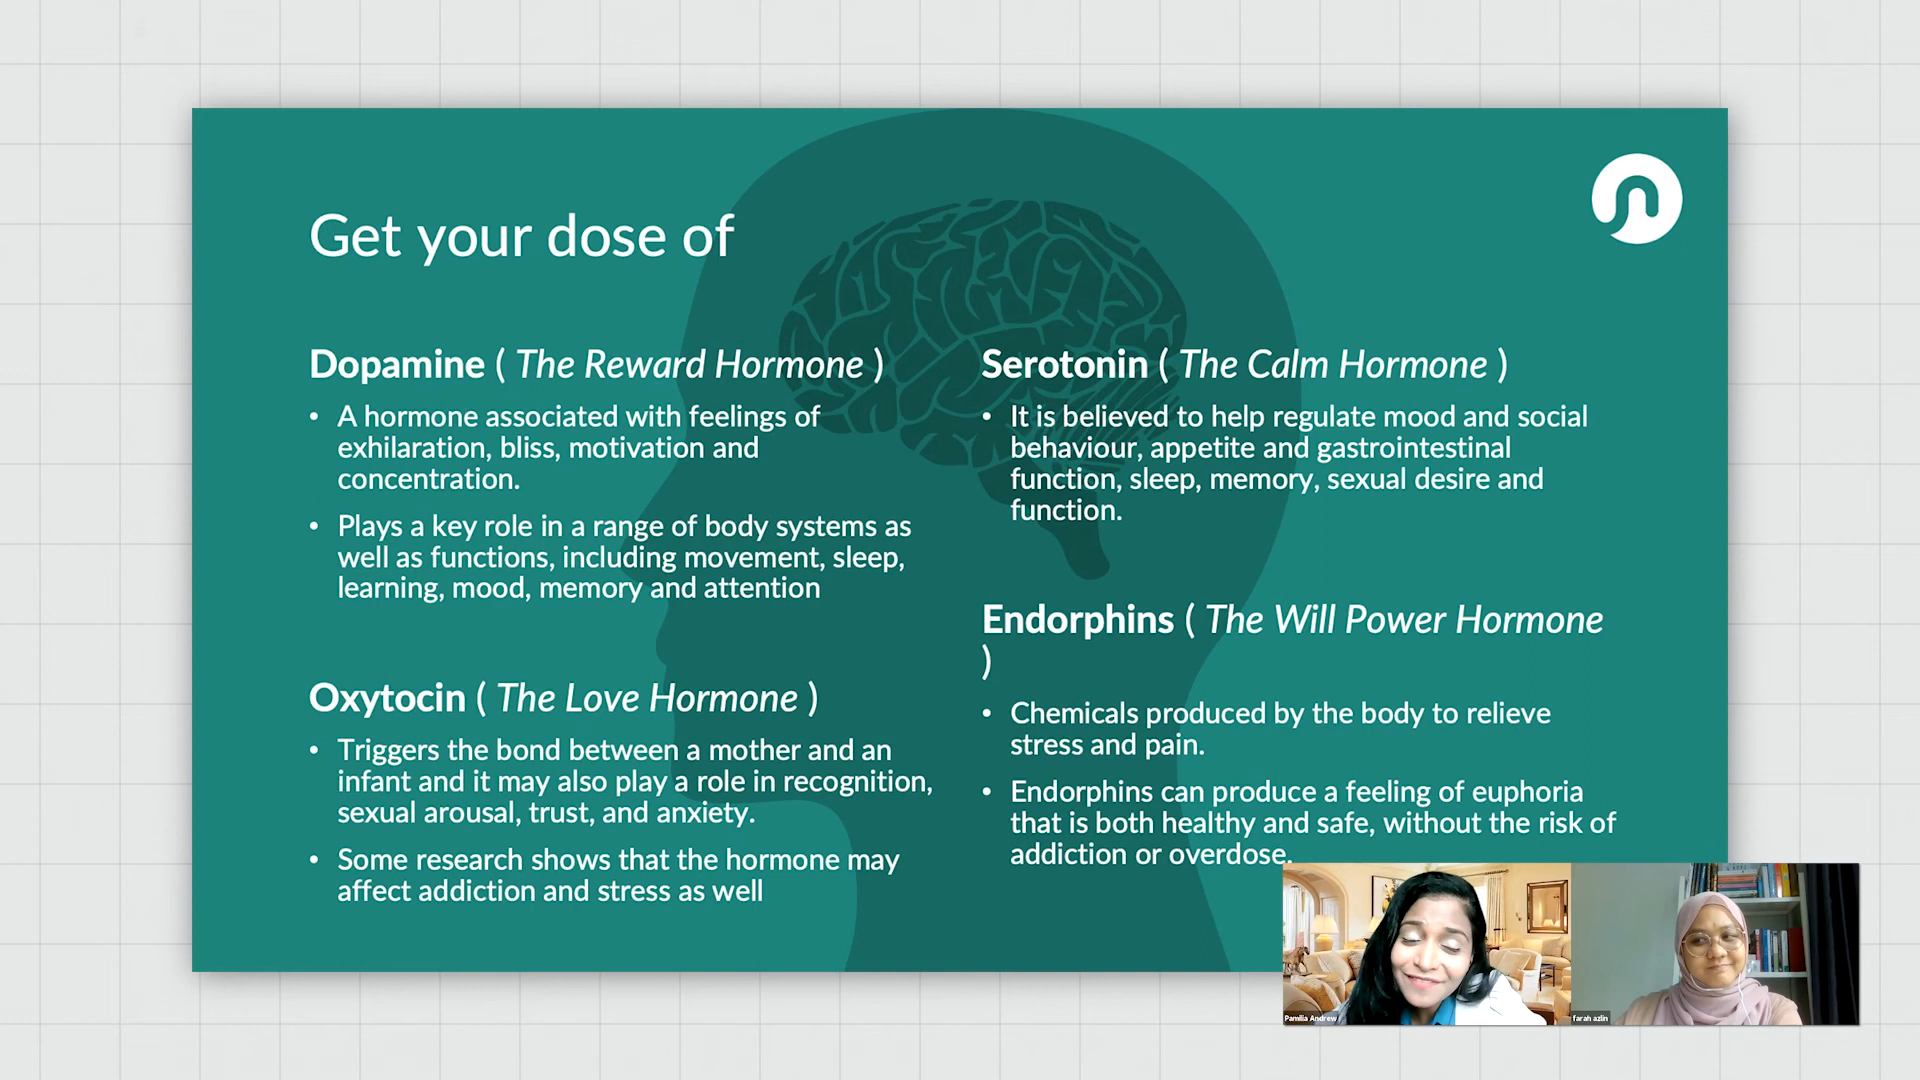 Get your dose of
Dopamine ( The Reward Hormone )
• A hormone associated with feelings of
exhilaration, bliss, motivation and
concentration.
• Plays a key role in a range of body systems as
well as functions, including movement, sleep,
learning, mood, memory and attention
Oxytocin ( The Love Hormone )
• Triggers the bond between a mother and an
infant and it may also play a role in recognition,
sexual arousal, trust, and anxiety.
• Some research shows that the hormone may
affect addiction and stress as well
Serotonin ( The Calm Hormone )
• It is believed to help regulate mood and social
behaviour, appetite and gastrointestinal
function, sleep, memory, sexual desire and
function.
Endorphins ( The Will Power Hormone
)
• Chemicals produced by the body to relieve
stress and pain.
• Endorphins can produce a feeling of euphoria
that is both healthy and safe, without the risk of
addiction or overdose.
Pamilia Andrew
farah azlin